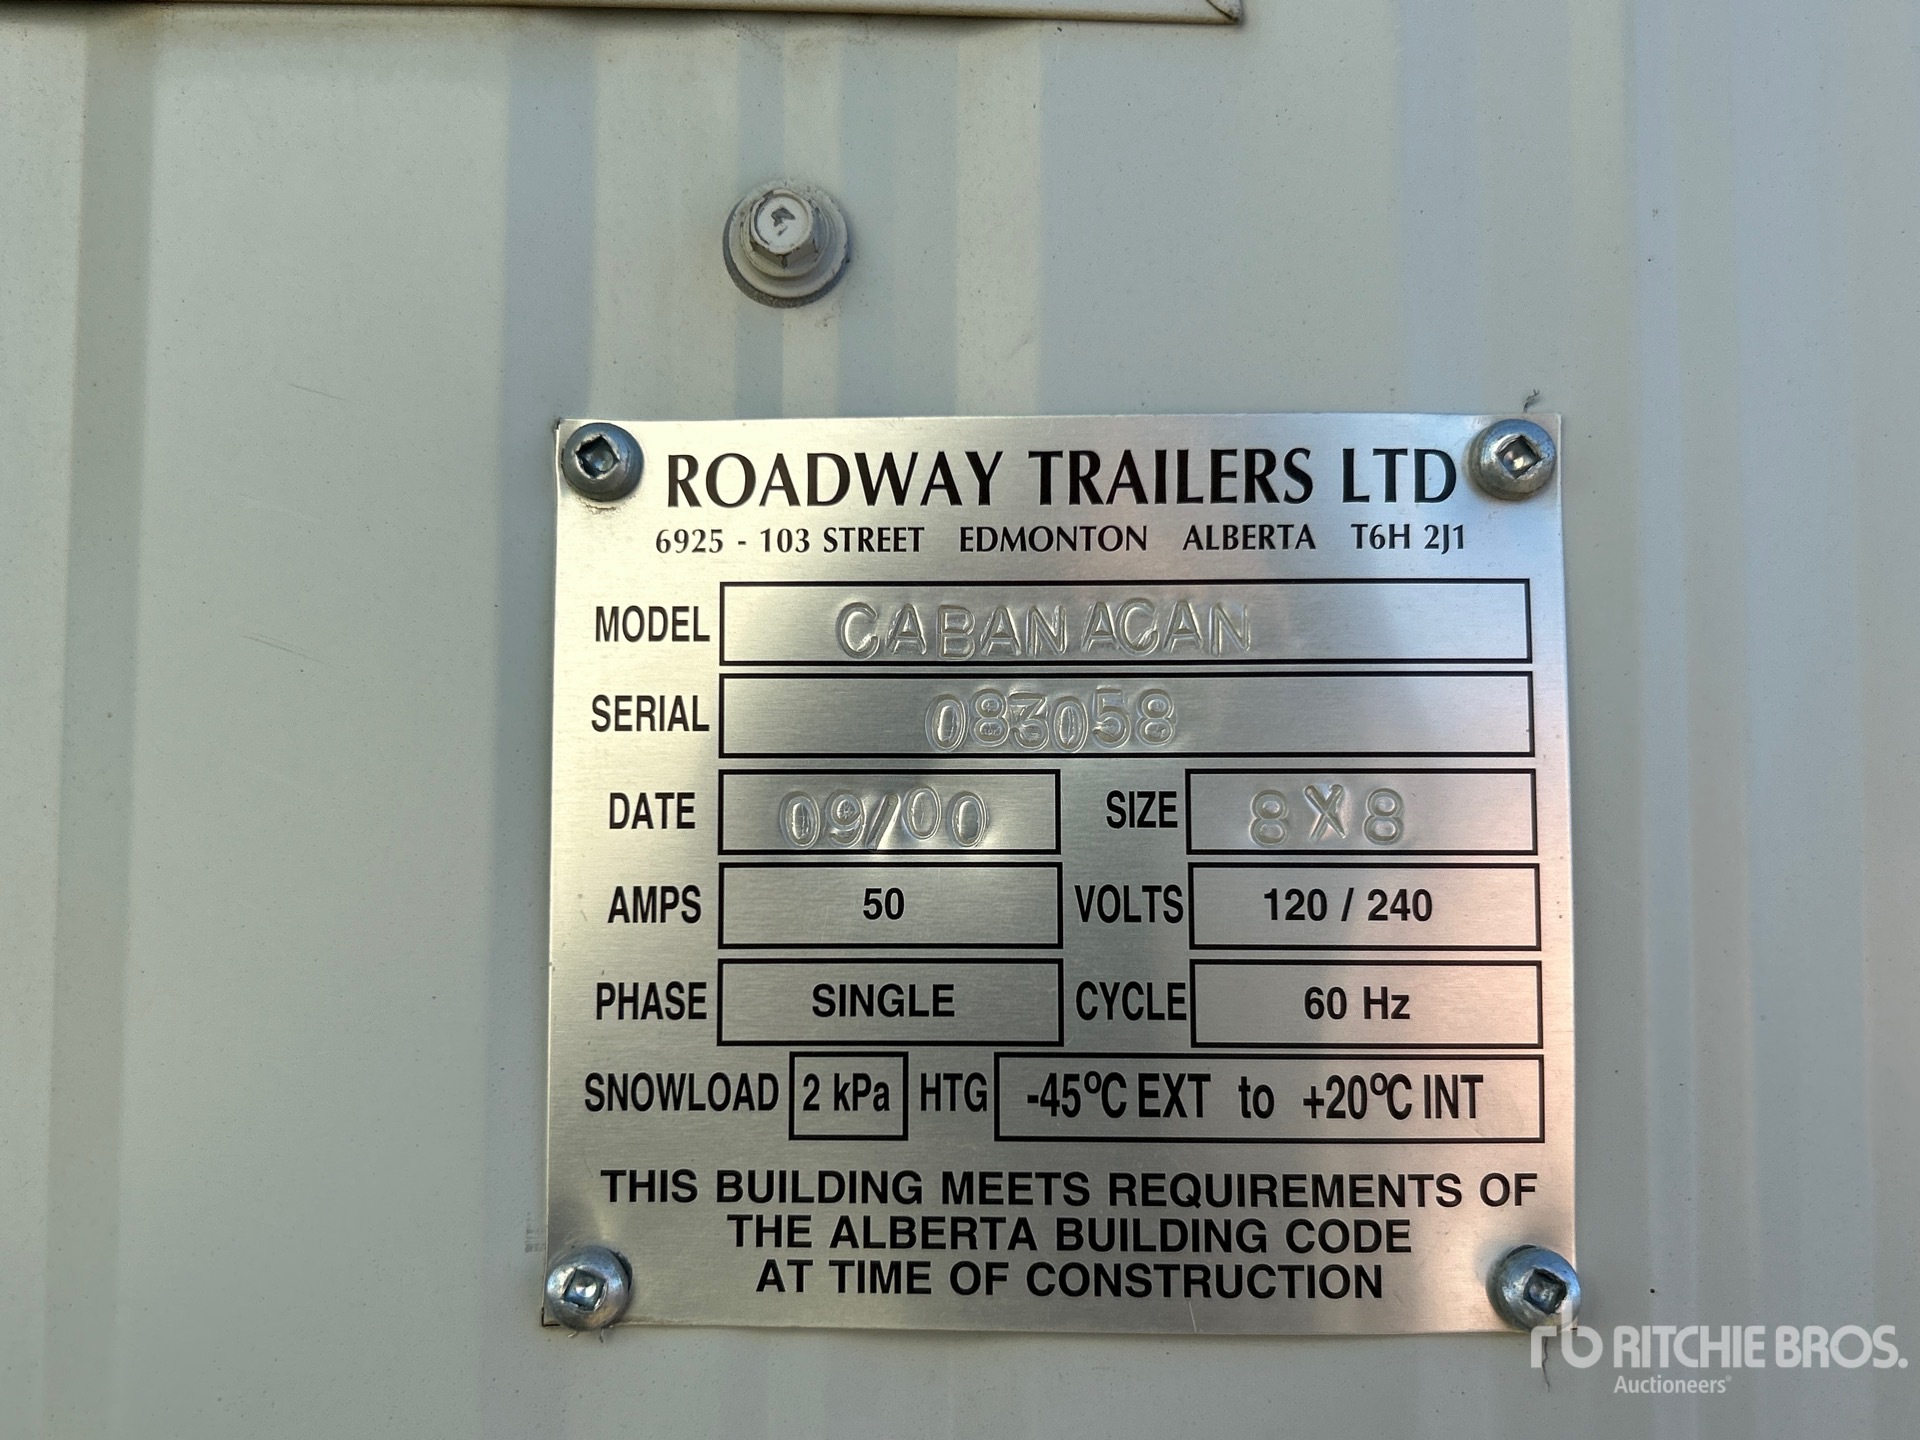 ROADWAY TRAILERS LTD
6925 - 103 STREET EDMONTON ALBERTA T6H 2J1
MODEL CABANACAN
SERIAL 083058
DATE 09/00 SIZE 8X8
AMPS 50 VOLTS 120 / 240
PHASE SINGLE CYCLE 60 Hz
SNOWLOAD 2 kPa HTG -45°C EXT to +20°C INT
THIS BUILDING MEETS REQUIREMENTS OF
THE ALBERTA BUILDING CODE
AT TIME OF CONSTRUCTION
rb RITCHIE BROS.
Auctioneers®